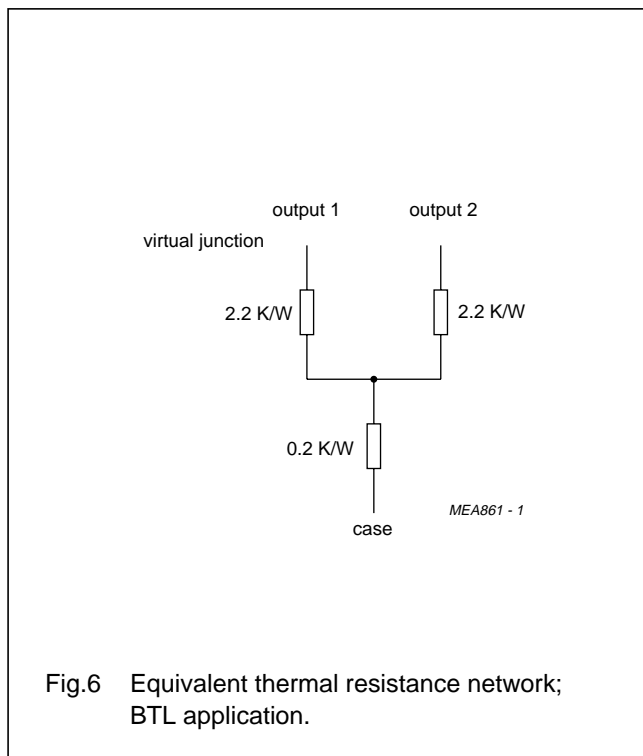 output 1
output 2
virtual junction
2.2 K/W
2.2 K/W
0.2 K/W
MEA861 - 1
case
Fig.6 Equivalent thermal resistance network;
BTL application.